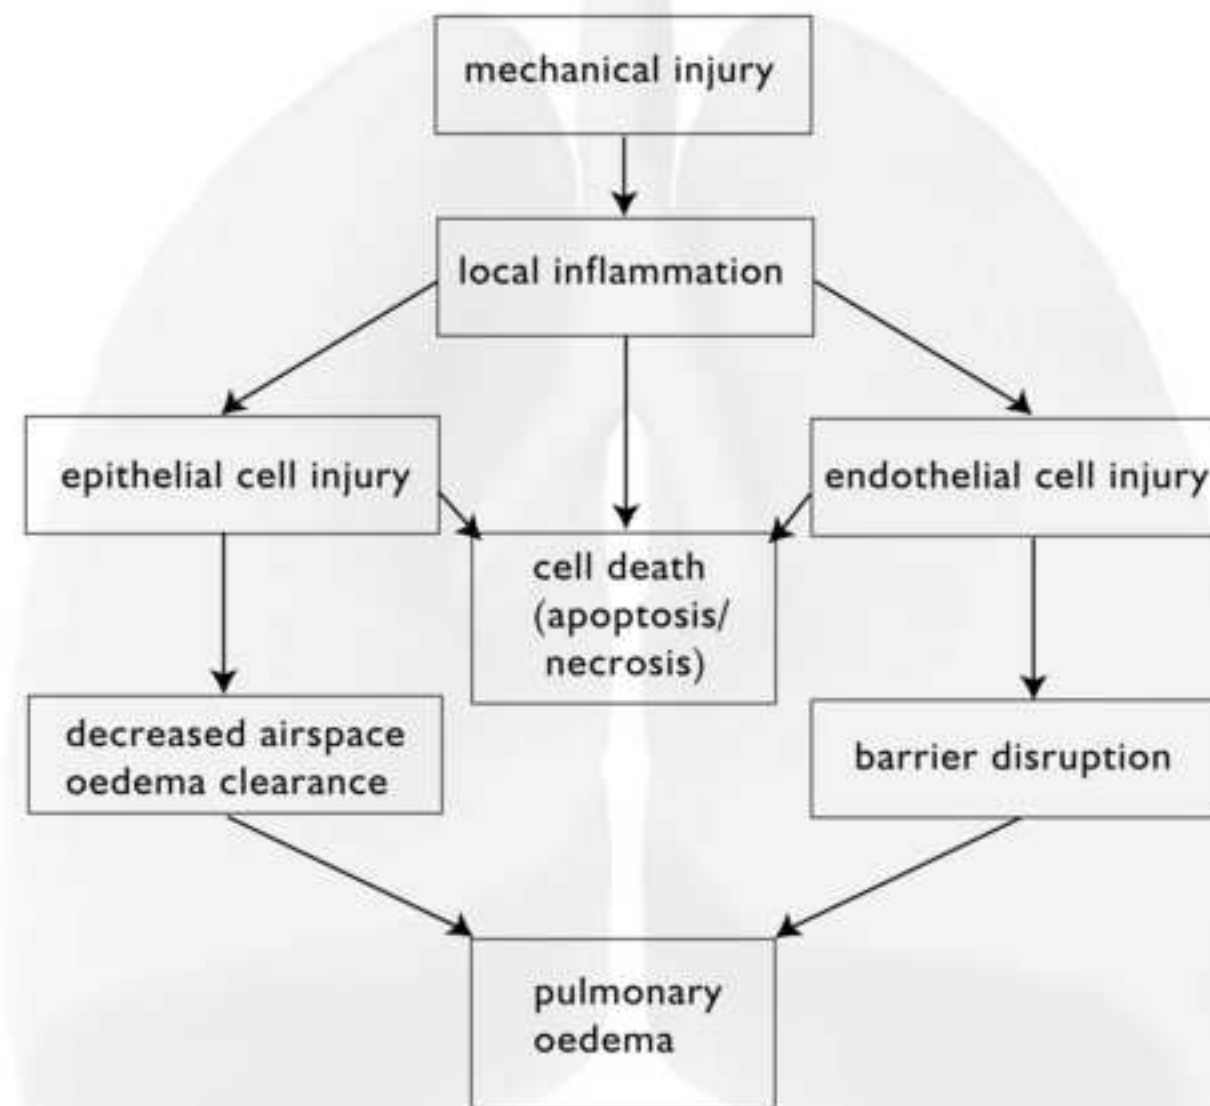 mechanical injury
local inflammation
epithelial cell injury
endothelial cell injury
cell death
(apoptosis/
necrosis)
decreased airspace
oedema clearance
barrier disruption
pulmonary
oedema